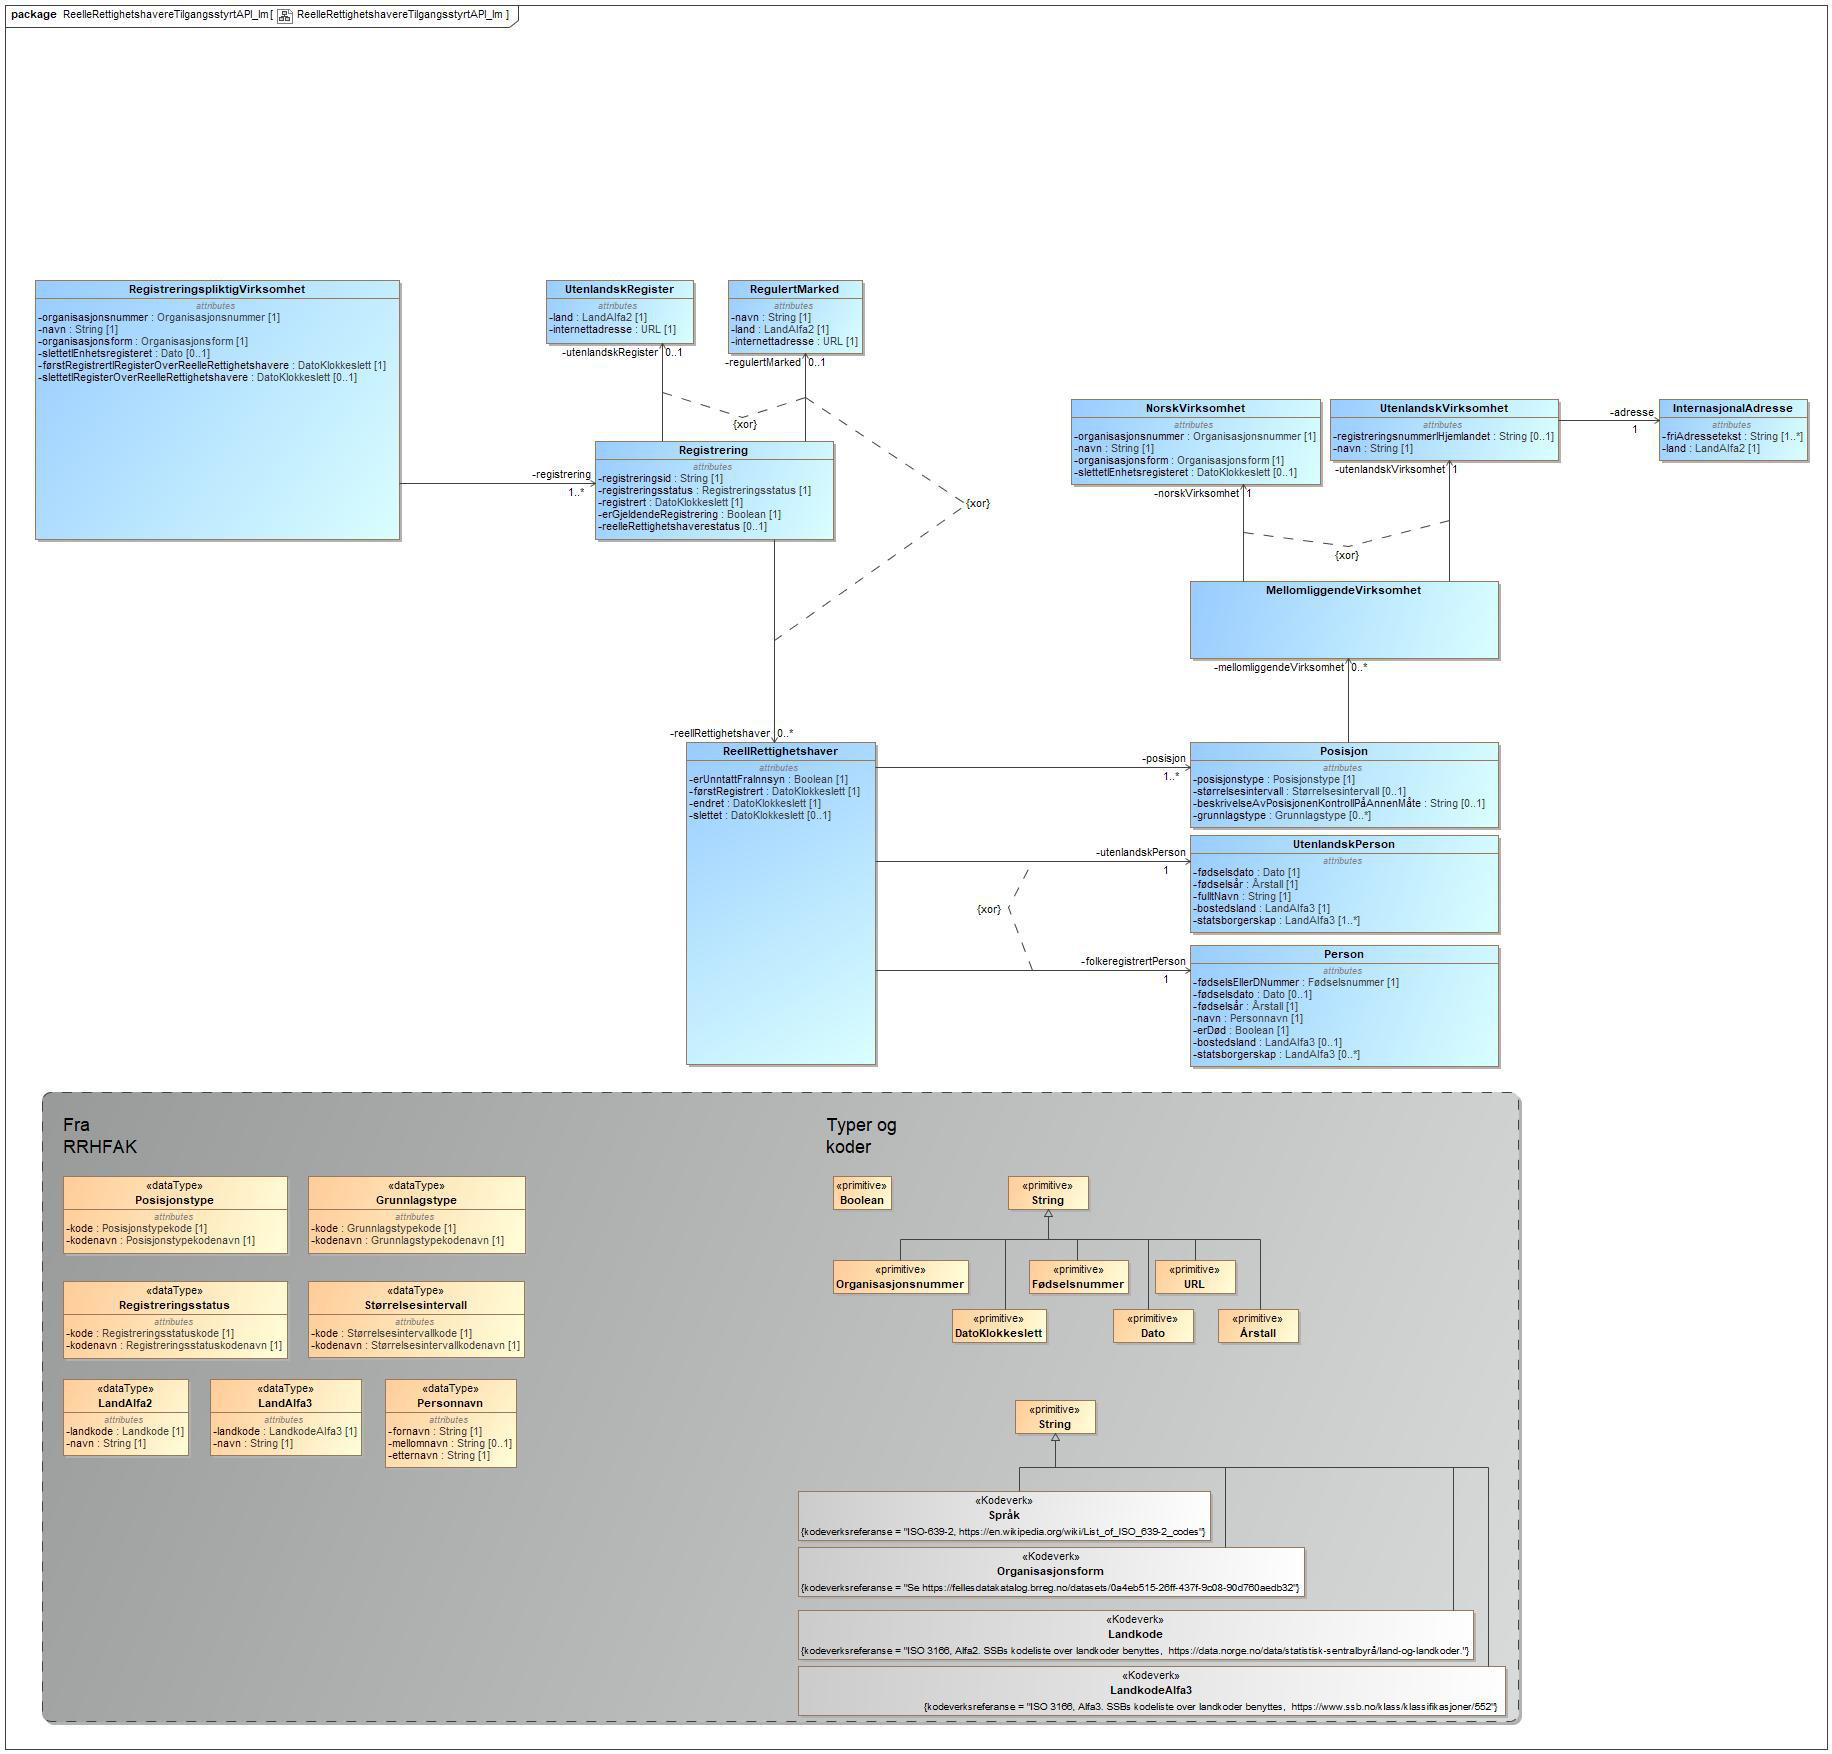 package ReelleRettighetshavereTilgangsstyrtAPI_Im[ ReelleRettighetshavereTilgangsstyrtAPI_Im ]
RegistreringspliktigVirksomhet
attributes
-organisasjonsnummer : Organisasjonsnummer [1]
-navn : String [1]
-organisasjonsform : Organisasjonsform [1]
-slettetIEnhetsregisteret : Dato [0..1]
-førstRegistrertIRegisterOverReelleRettighetshavere : DatoKlokkeslett [1]
-slettetIRegisterOverReelleRettighetshavere : DatoKlokkeslett [0..1]
UtenlandskRegister
attributes
-land : LandAlfa2 [1]
-internettadresse : URL [1]
-utenlandskRegister 0..1
RegulertMarked
attributes
-navn : String [1]
-land : LandAlfa2 [1]
-internettadresse : URL [1]
-regulertMarked 0..1
{xor}
-registrering
1..*
Registrering
attributes
-registreringsid : String [1]
-registreringsstatus : Registreringsstatus [1]
-registrert : DatoKlokkeslett [1]
-erGjeldendeRegistrering : Boolean [1]
-reelleRettighetshaverestatus [0..1]
{xor}
NorskVirksomhet
attributes
-organisasjonsnummer : Organisasjonsnummer [1]
-navn : String [1]
-organisasjonsform : Organisasjonsform [1]
-slettetIEnhetsregisteret : DatoKlokkeslett [0..1]
-norskVirksomhet 1
UtenlandskVirksomhet
attributes
-registreringsnummerIHjemlandet : String [0..1]
-navn : String [1]
-utenlandskVirksomhet 1
-adresse
1
InternasjonalAdresse
attributes
-friAdressetekst : String [1..*]
-land : LandAlfa2 [1]
{xor}
MellomliggendeVirksomhet
-mellomliggendeVirksomhet 0..*
-reellRettighetshaver 0..*
ReellRettighetshaver
attributes
-erUnntattFraInnsyn : Boolean [1]
-førstRegistrert : DatoKlokkeslett [1]
-endret : DatoKlokkeslett [1]
-slettet : DatoKlokkeslett [0..1]
-posisjon
1..*
Posisjon
attributes
-posisjonstype : Posisjonstype [1]
-størrelsesintervall : Størrelsesintervall [0..1]
-beskrivelseAvPosisjonenKontrollPåAnnenMåte : String [0..1]
-grunnlagstype : Grunnlagstype [0..*]
-utenlandskPerson
1
UtenlandskPerson
attributes
-fødselsdato : Dato [1]
-fødselsår : Årstall [1]
-fulltNavn : String [1]
-bostedsland : LandAlfa3 [1]
-statsborgerskap : LandAlfa3 [1..*]
{xor}
-folkeregistrertPerson
1
Person
attributes
-fødselsEllerDNummer : Fødselsnummer [1]
-fødselsdato : Dato [0..1]
-fødselsår : Årstall [1]
-navn : Personnavn [1]
-erDød : Boolean [1]
-bostedsland : LandAlfa3 [0..1]
-statsborgerskap : LandAlfa3 [0..*]
Fra
RRHFAK
«dataType»
Posisjonstype
attributes
-kode : Posisjonstypekode [1]
-kodenavn : Posisjonstypekodenavn [1]
«dataType»
Grunnlagstype
attributes
-kode : Grunnlagstypekode [1]
-kodenavn : Grunnlagstypekodenavn [1]
«dataType»
Registreringsstatus
attributes
-kode : Registreringsstatuskode [1]
-kodenavn : Registreringsstatuskodenavn [1]
«dataType»
Størrelsesintervall
attributes
-kode : Størrelsesintervallkode [1]
-kodenavn : Størrelsesintervallkodenavn [1]
«dataType»
LandAlfa2
attributes
-landkode : Landkode [1]
-navn : String [1]
«dataType»
LandAlfa3
attributes
-landkode : LandkodeAlfa3 [1]
-navn : String [1]
«dataType»
Personnavn
attributes
-fornavn : String [1]
-mellomnavn : String [0..1]
-etternavn : String [1]
Typer og
koder
«primitive»
Boolean
«primitive»
String
«primitive»
Organisasjonsnummer
«primitive»
Fødselsnummer
«primitive»
URL
«primitive»
DatoKlokkeslett
«primitive»
Dato
«primitive»
Årstall
«primitive»
String
«Kodeverk»
Språk
{kodeverksreferanse = "ISO-639-2, https://en.wikipedia.org/wiki/List_of_ISO_639-2_codes"}
«Kodeverk»
Organisasjonsform
{kodeverksreferanse = "Se https://fellesdatakatalog.brreg.no/datasets/0a4eb515-26ff-437f-9c08-90d760aedb32"}
«Kodeverk»
Landkode
{kodeverksreferanse = "ISO 3166, Alfa2. SSBs kodeliste over landkoder benyttes, https://data.norge.no/data/statistisk-sentralbyrå/land-og-landkoder."}
«Kodeverk»
LandkodeAlfa3
{kodeverksreferanse = "ISO 3166, Alfa3. SSBs kodeliste over landkoder benyttes, https://www.ssb.no/klass/klassifikasjoner/552"}